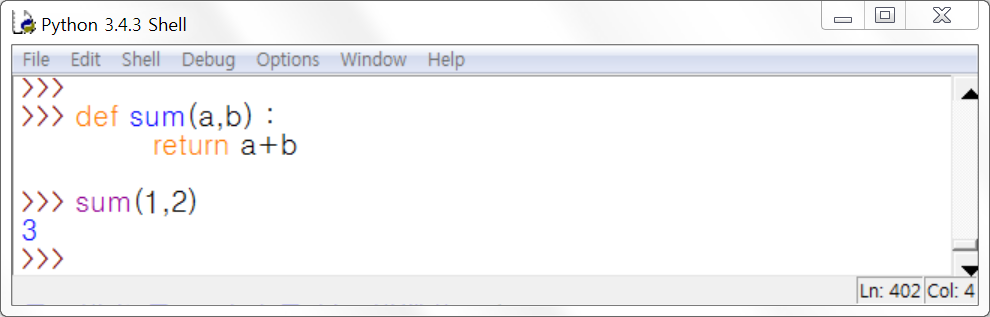 Python 3.4.3 Shell
File Edit Shell Debug Options Window Help
>>>
>>> def sum(a,b) :
return a+b
>>> sum(1,2)
3
>>>
Ln: 402 Col: 4